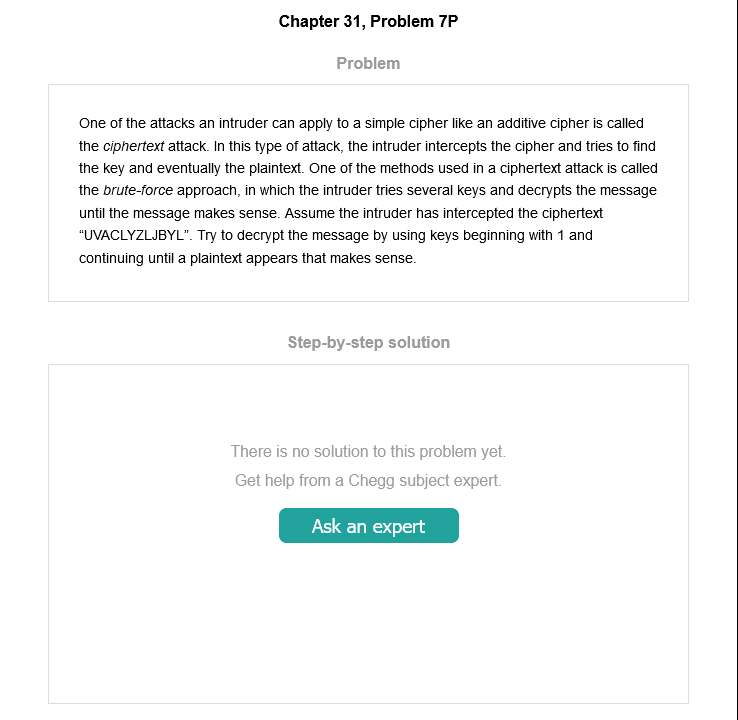 Chapter 31, Problem 7P
Problem
One of the attacks an intruder can apply to a simple cipher like an additive cipher is called
the ciphertext attack. In this type of attack, the intruder intercepts the cipher and tries to find
the key and eventually the plaintext. One of the methods used in a ciphertext attack is called
the brute-force approach, in which the intruder tries several keys and decrypts the message
until the message makes sense. Assume the intruder has intercepted the ciphertext
“UVACLYZLJBYL”. Try to decrypt the message by using keys beginning with 1 and
continuing until a plaintext appears that makes sense.
Step-by-step solution
There is no solution to this problem yet.
Get help from a Chegg subject expert.
Ask an expert